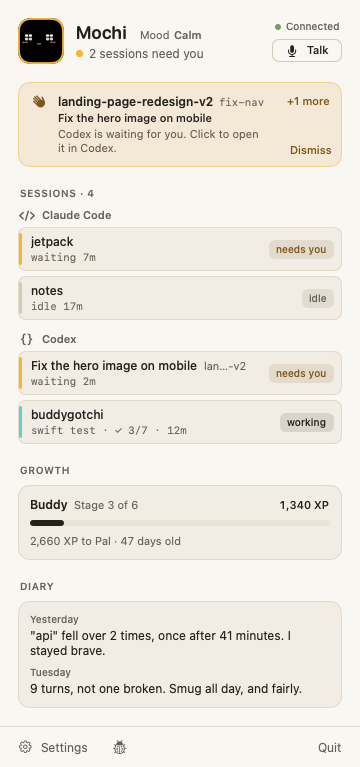 Mochi Mood Calm
2 sessions need you
Connected
Talk
landing-page-redesign-v2 fix-nav +1 more
Fix the hero image on mobile
Codex is waiting for you. Click to open
it in Codex.
Dismiss
SESSIONS · 4
</> Claude Code
jetpack
waiting 7m
needs you
notes
idle 17m
idle
{} Codex
Fix the hero image on mobile lan...-v2
waiting 2m
needs you
buddygotchi
swift test · ✓ 3/7 · 12m
working
GROWTH
Buddy Stage 3 of 6 1,340 XP
2,660 XP to Pal · 47 days old
DIARY
Yesterday
"api" fell over 2 times, once after 41 minutes. I
stayed brave.
Tuesday
9 turns, not one broken. Smug all day, and fairly.
Settings Quit